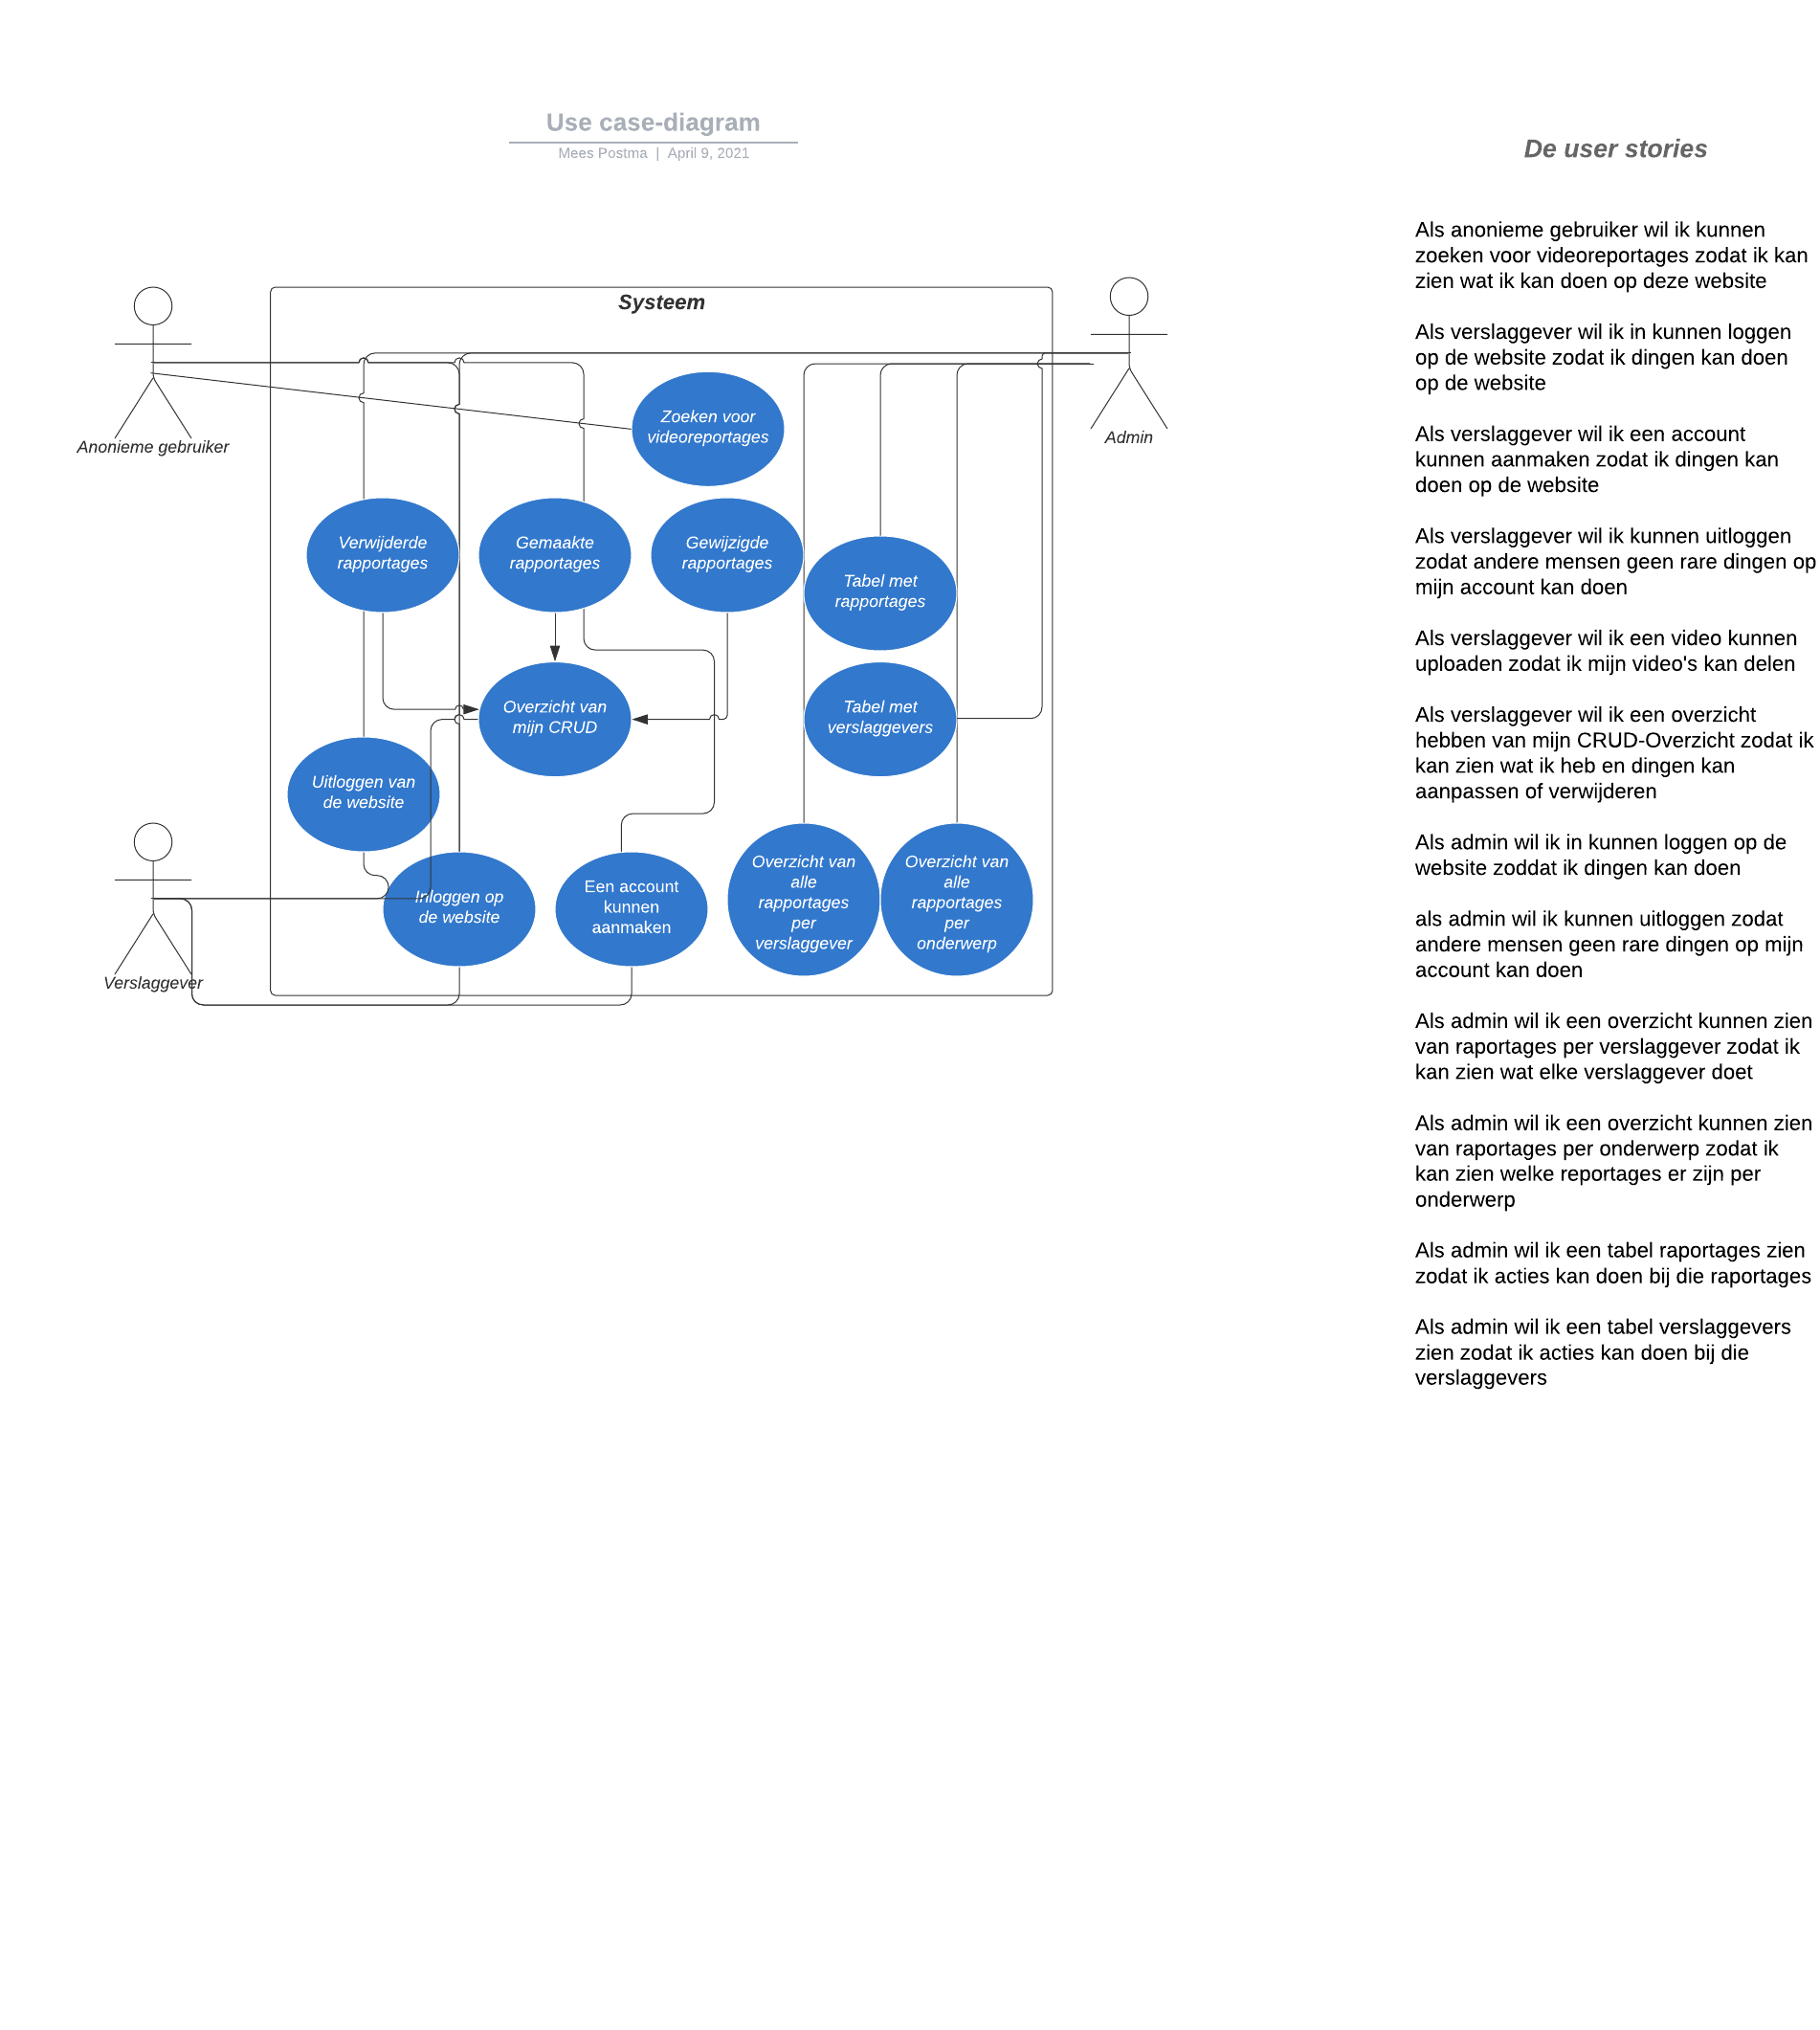 Use case-diagram
Mees Postma | April 9, 2021
De user stories
Systeem
Anonieme gebruiker
Admin
Verslaggever
Zoeken voor
videoreportages
Verwijderde
rapportages
Gemaakte
rapportages
Gewijzigde
rapportages
Tabel met
rapportages
Overzicht van
mijn CRUD
Tabel met
verslaggevers
Uitloggen van
de website
Inloggen op
de website
Een account
kunnen
aanmaken
Overzicht van
alle
rapportages
per
verslaggever
Overzicht van
alle
rapportages
per
onderwerp
Als anonieme gebruiker wil ik kunnen
zoeken voor videoreportages zodat ik kan
zien wat ik kan doen op deze website
Als verslaggever wil ik in kunnen loggen
op de website zodat ik dingen kan doen
op de website
Als verslaggever wil ik een account
kunnen aanmaken zodat ik dingen kan
doen op de website
Als verslaggever wil ik kunnen uitloggen
zodat andere mensen geen rare dingen op
mijn account kan doen
Als verslaggever wil ik een video kunnen
uploaden zodat ik mijn video's kan delen
Als verslaggever wil ik een overzicht
hebben van mijn CRUD-Overzicht zodat ik
kan zien wat ik heb en dingen kan
aanpassen of verwijderen
Als admin wil ik in kunnen loggen op de
website zoddat ik dingen kan doen
als admin wil ik kunnen uitloggen zodat
andere mensen geen rare dingen op mijn
account kan doen
Als admin wil ik een overzicht kunnen zien
van raportages per verslaggever zodat ik
kan zien wat elke verslaggever doet
Als admin wil ik een overzicht kunnen zien
van raportages per onderwerp zodat ik
kan zien welke reportages er zijn per
onderwerp
Als admin wil ik een tabel raportages zien
zodat ik acties kan doen bij die raportages
Als admin wil ik een tabel verslaggevers
zien zodat ik acties kan doen bij die
verslaggevers